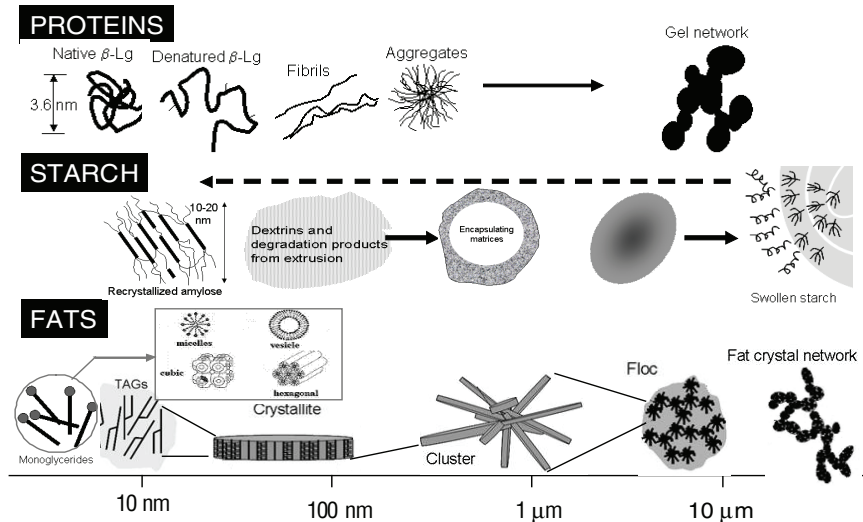 PROTEINS
Native β-Lg
Denatured β-Lg
Fibrils
Aggregates
Gel network
3.6 nm
STARCH
10-20
nm
Dextrins and
degradation products
from extrusion
Encapsulating
matrices
Recrystallized amylose
Swollen starch
FATS
micelles
vesicle
cubic
hexagonal
Monoglycerides
TAGs
Crystallite
Cluster
Floc
Fat crystal network
10 nm
100 nm
1 μm
10 μm